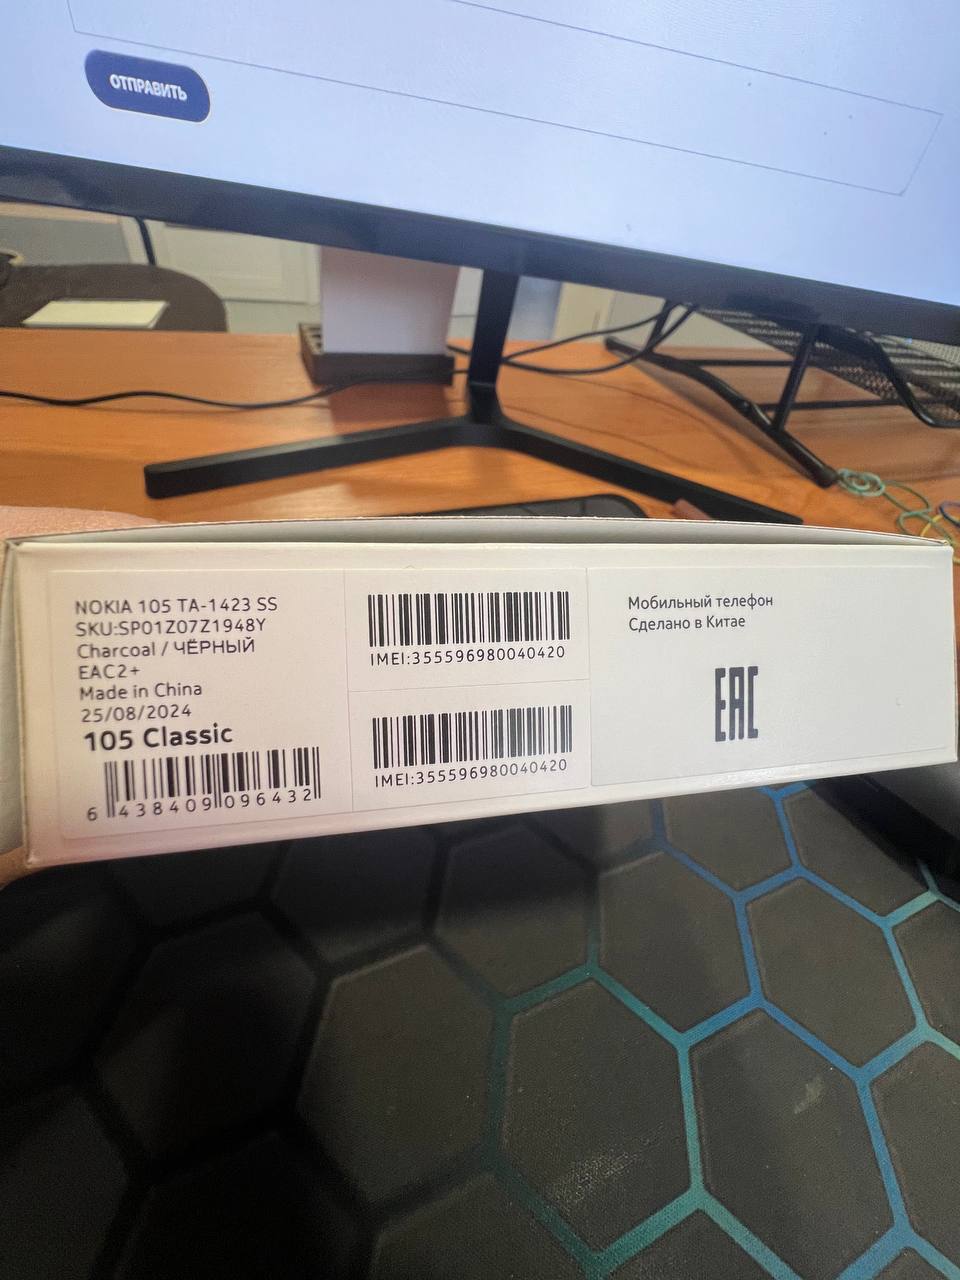 ОТПРАВИТЬ
NOKIA 105 TA-1423 SS
SKU:SP01Z07Z1948Y
Charcoal / ЧЁРНЫЙ
EAC2+
Made in China
25/08/2024
105 Classic
6 438409 096432
IMEI:355596980040420
IMEI:355596980040420
Мобильный телефон
Сделано в Китае
EAC